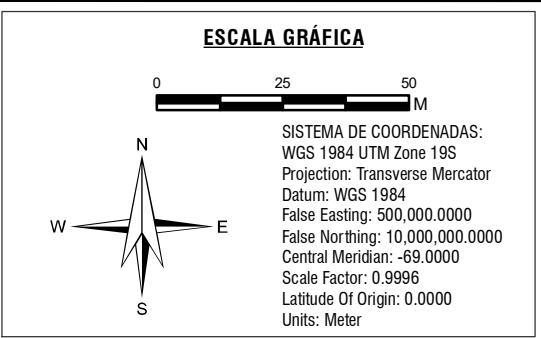 ESCALA GRÁFICA
0 25 50
M
SISTEMA DE COORDENADAS:
WGS 1984 UTM Zone 19S
Projection: Transverse Mercator
Datum: WGS 1984
False Easting: 500,000.0000
False Northing: 10,000,000.0000
Central Meridian: -69.0000
Scale Factor: 0.9996
Latitude Of Origin: 0.0000
Units: Meter
N
W E
S